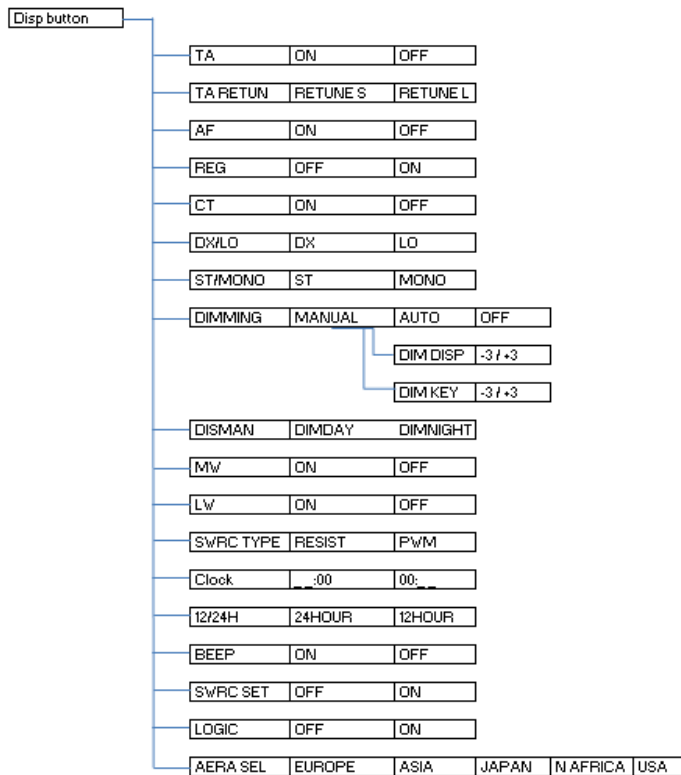 Disp button
TA ON OFF
TA RETUN RETUNE S RETUNE L
AF ON OFF
REG OFF ON
CT ON OFF
DX/LO DX LO
ST/MONO ST MONO
DIMMING MANUAL AUTO OFF
DIM DISP -3 / +3
DIM KEY -3 / +3
DISMAN DIMDAY DIMNIGHT
MW ON OFF
LW ON OFF
SWRC TYPE RESIST PWM
Clock _ _:00 00:_ _
12/24H 24HOUR 12HOUR
BEEP ON OFF
SWRC SET OFF ON
LOGIC OFF ON
AERA SEL EUROPE ASIA JAPAN N AFRICA USA